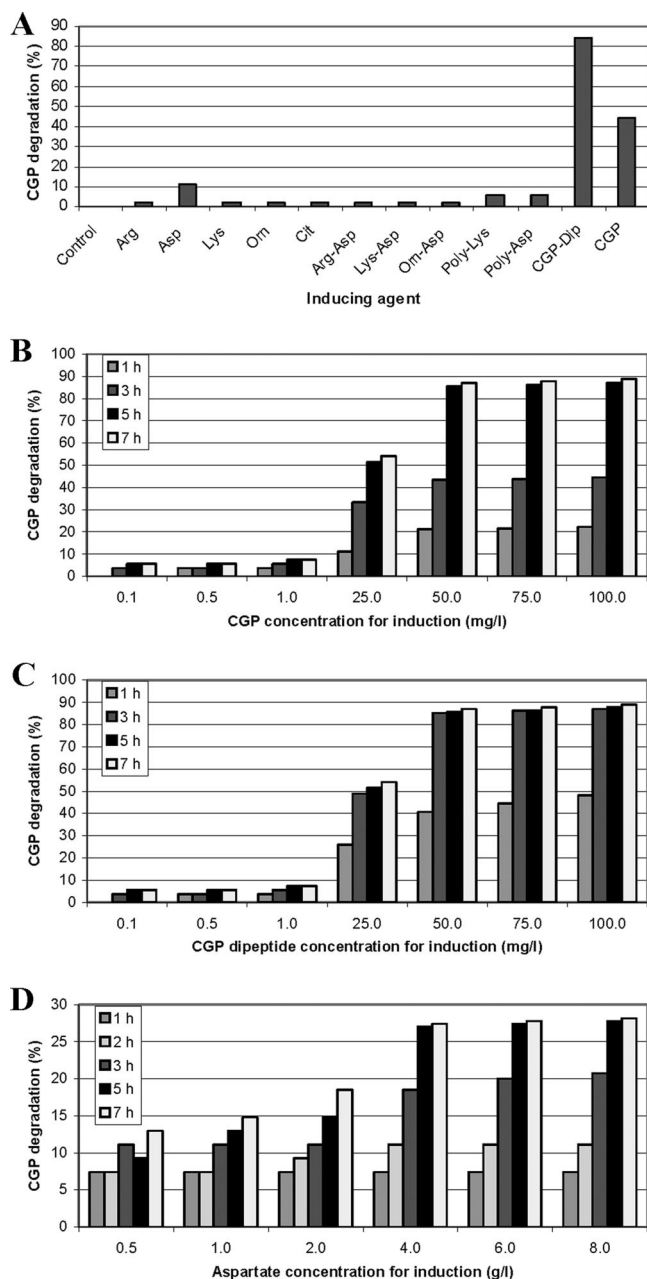 A
CGP degradation (%)
90
80
70
60
50
40
30
20
10
0
Control Arg Asp Lys Orn Cit Arg-Asp Lys-Asp Orn-Asp Poly-Lys Poly-Asp CGP-Dip CGP
Inducing agent
B
CGP degradation (%)
100
90
80
70
60
50
40
30
20
10
0
1 h
3 h
5 h
7 h
0.1 0.5 1.0 25.0 50.0 75.0 100.0
CGP concentration for induction (mg/l)
C
CGP degradation (%)
100
90
80
70
60
50
40
30
20
10
0
1 h
3 h
5 h
7 h
0.1 0.5 1.0 25.0 50.0 75.0 100.0
CGP dipeptide concentration for induction (mg/l)
D
CGP degradation (%)
30
25
20
15
10
5
0
1 h
2 h
3 h
5 h
7 h
0.5 1.0 2.0 4.0 6.0 8.0
Aspartate concentration for induction (g/l)